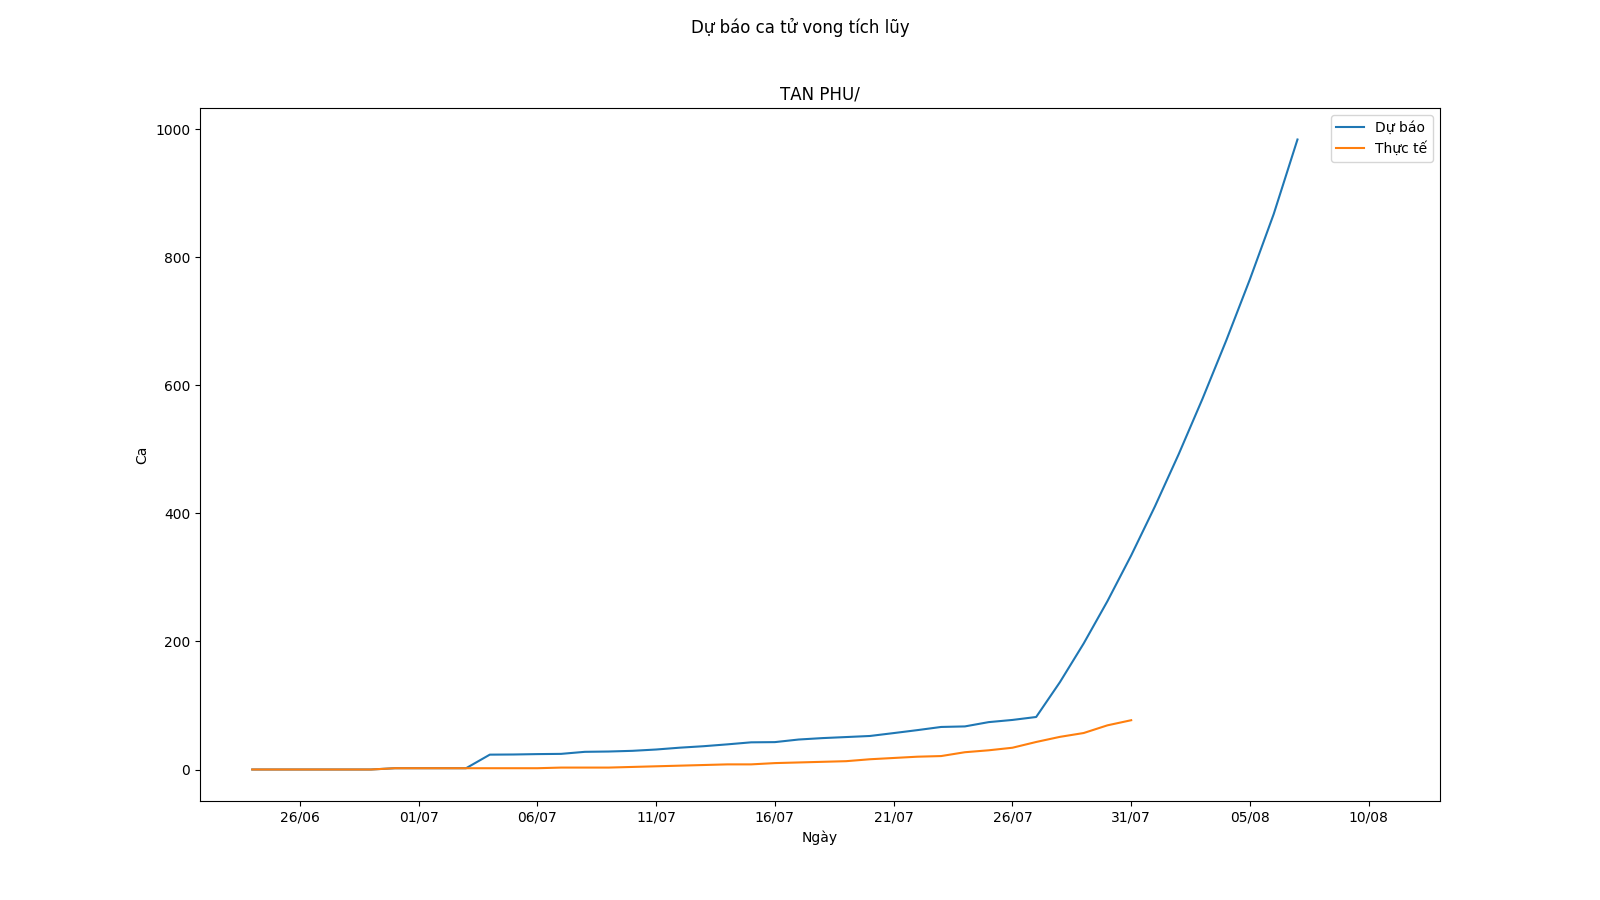 Dự báo ca tử vong tích lũy
TAN PHU/
Dự báo
Thực tế
1000
800
600
400
200
0
Ca
26/06
01/07
06/07
11/07
16/07
21/07
26/07
31/07
05/08
10/08
Ngày